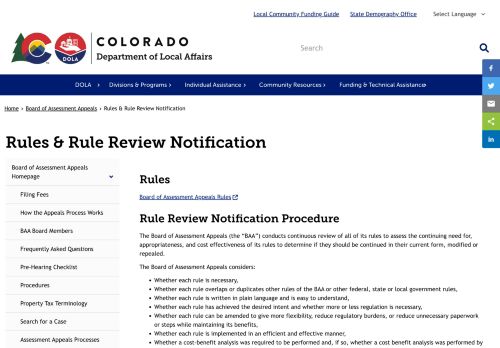 Local Community Funding Guide State Demography Office Select Language
COLORADO
Department of Local Affairs
DOLA
Search
DOLA Divisions & Programs Individual Assistance Community Resources Funding & Technical Assistance
Home › Board of Assessment Appeals › Rules & Rule Review Notification
Rules & Rule Review Notification
Board of Assessment Appeals Homepage
Filing Fees
How the Appeals Process Works
BAA Board Members
Frequently Asked Questions
Pre-Hearing Checklist
Procedures
Property Tax Terminology
Search for a Case
Assessment Appeals Processes
Rules
Board of Assessment Appeals Rules
Rule Review Notification Procedure
The Board of Assessment Appeals (the “BAA”) conducts continuous review of all of its rules to assess the continuing need for,
appropriateness, and cost effectiveness of its rules to determine if they should be continued in their current form, modified or
repealed.
The Board of Assessment Appeals considers:
• Whether each rule is necessary,
• Whether each rule overlaps or duplicates other rules of the BAA or other federal, state or local government rules,
• Whether each rule is written in plain language and is easy to understand,
• Whether each rule has achieved the desired intent and whether more or less regulation is necessary,
• Whether each rule can be amended to give more flexibility, reduce regulatory burdens, or reduce unnecessary paperwork
or steps while maintaining its benefits,
• Whether each rule is implemented in an efficient and effective manner,
• Whether a cost-benefit analysis was required to be performed and, if so, whether a cost benefit analysis was performed by